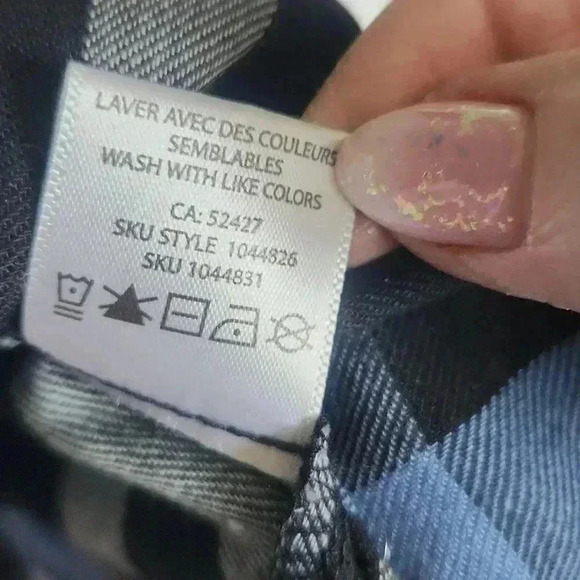 LAVER AVEC DES COULEURS
SEMBLABLES
WASH WITH LIKE COLORS
CA: 52427
SKU STYLE 1044826
SKU 1044831